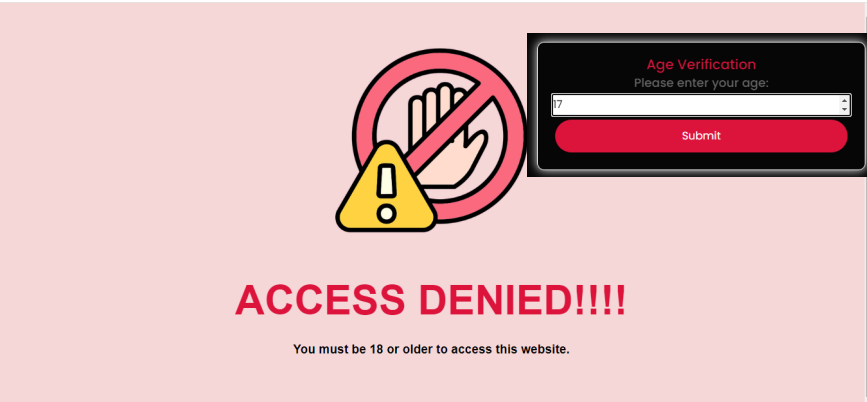 Age Verification
Please enter your age:
17
Submit
ACCESS DENIED!!!!
You must be 18 or older to access this website.